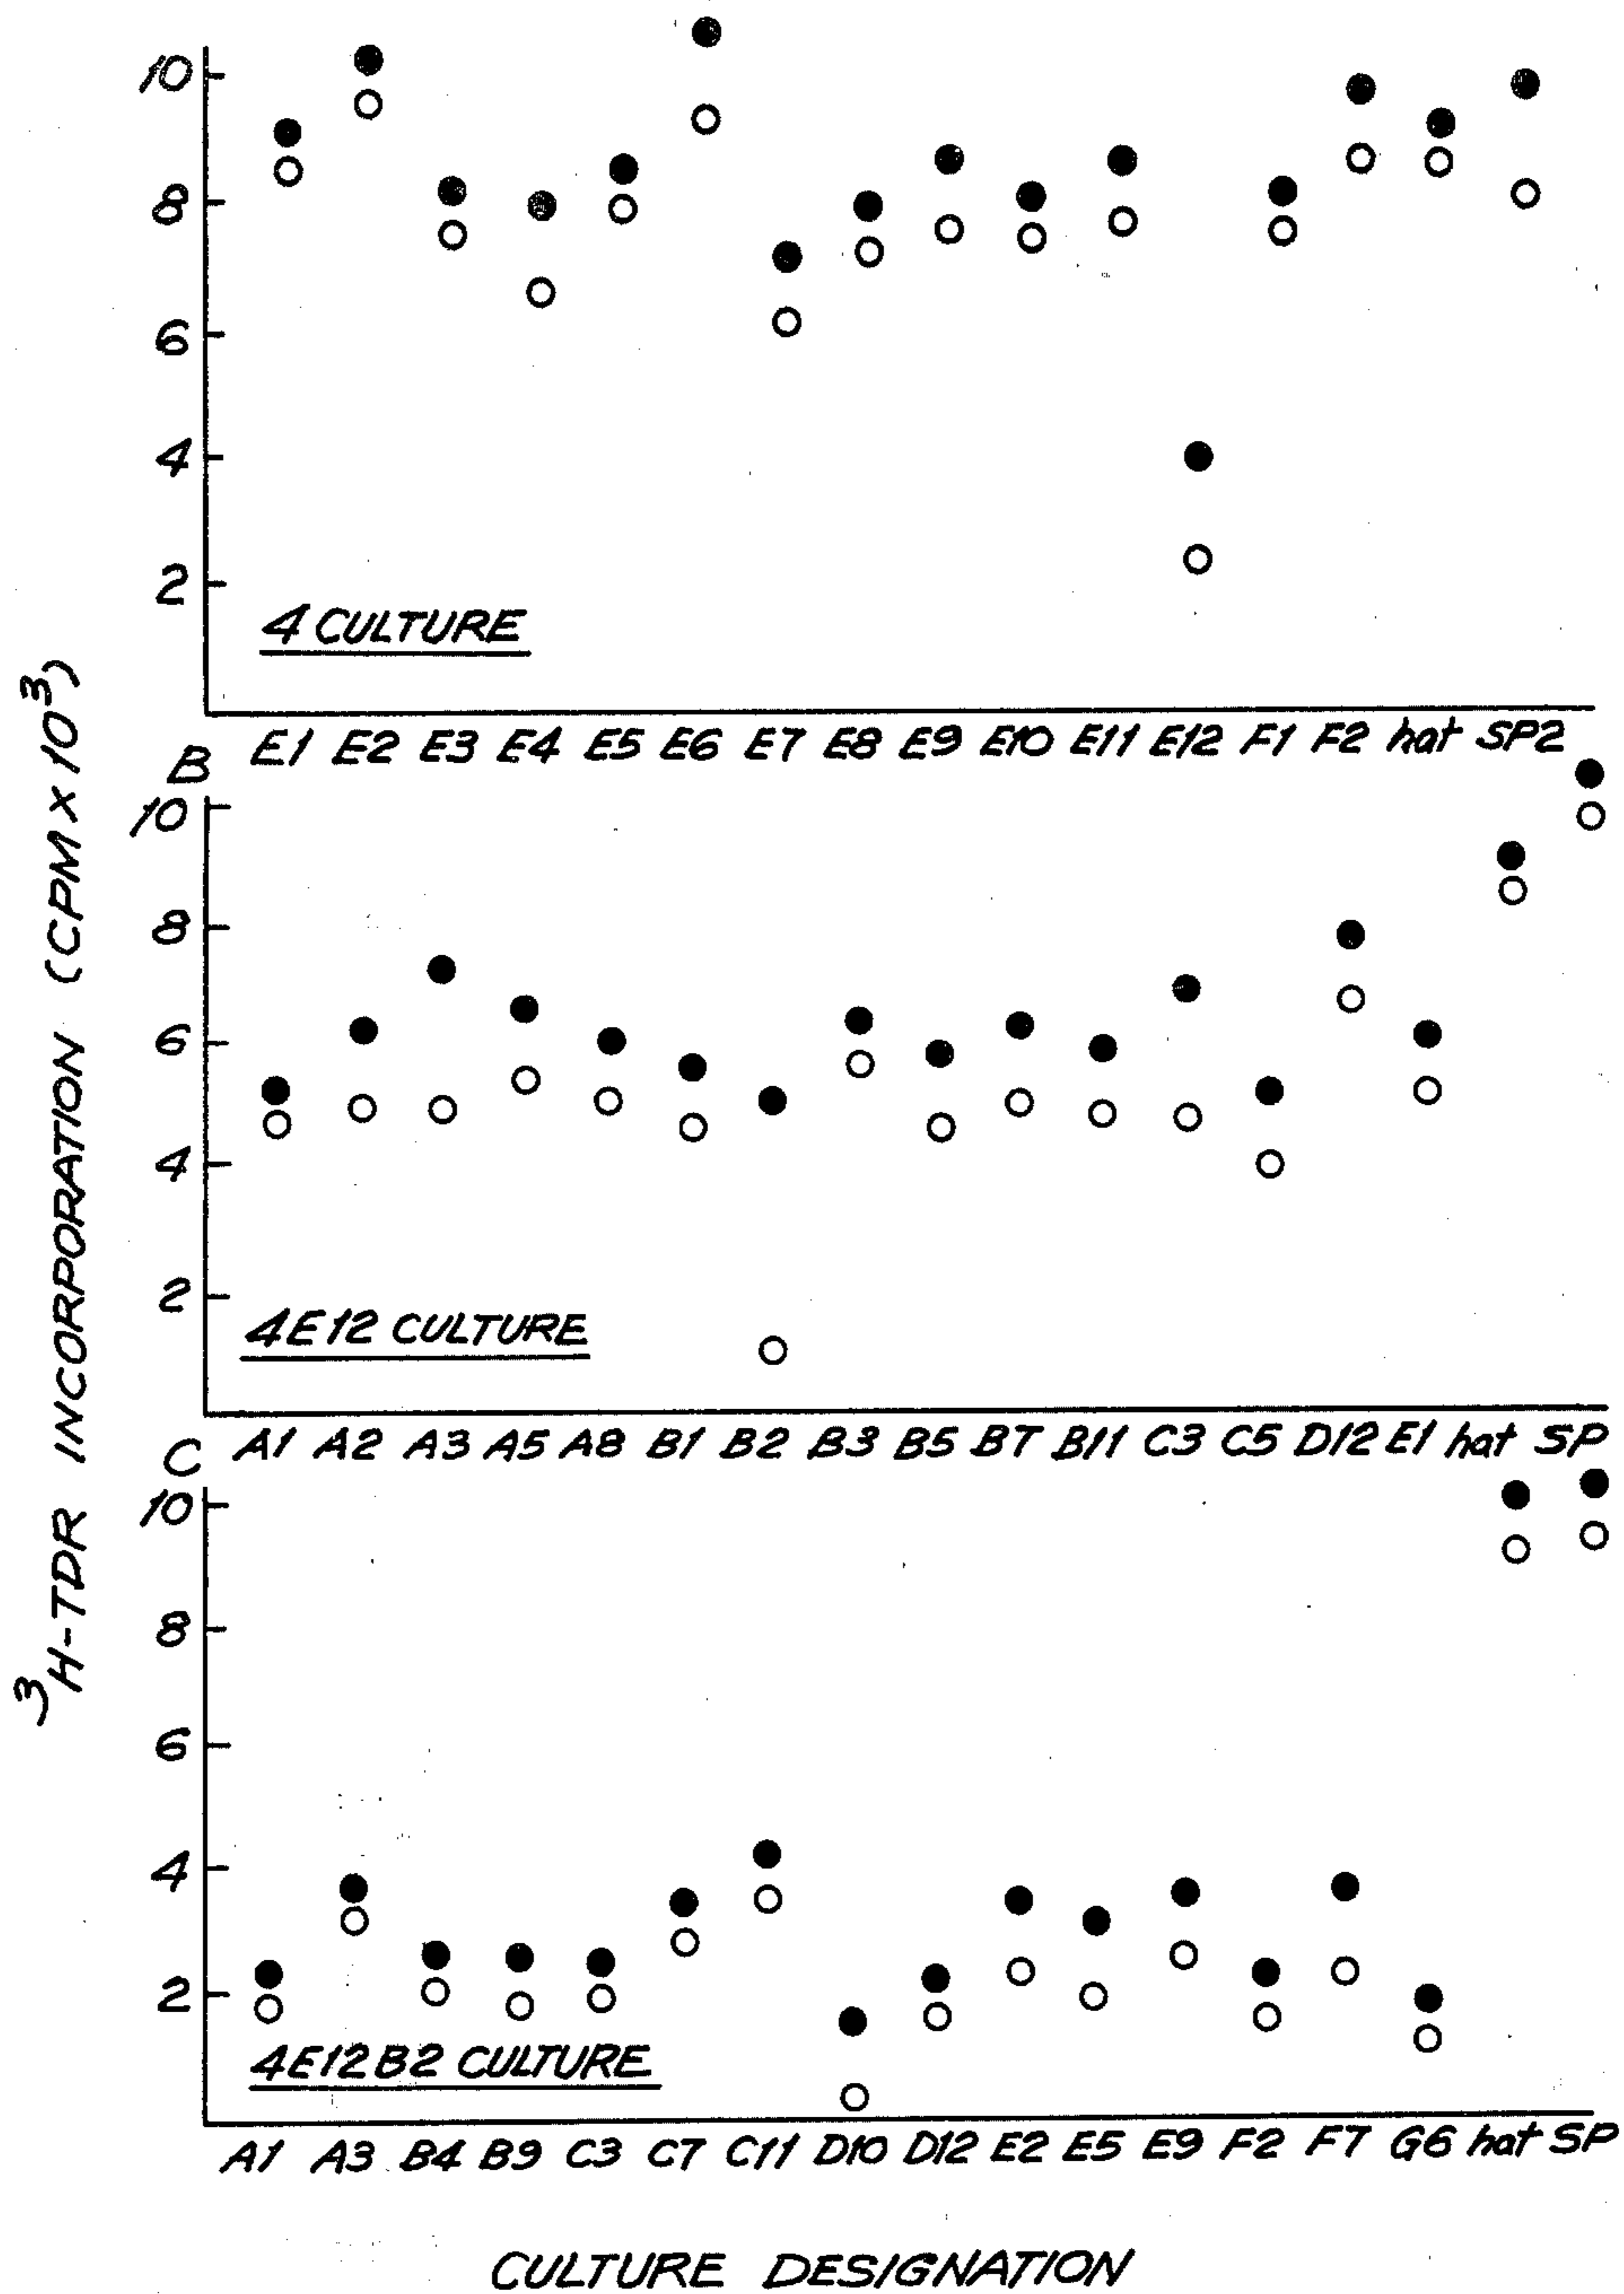 ³H-TDR INCORPORATION (CPM x 10³)
10
8
6
4
2
4 CULTURE
E1 E2 E3 E4 E5 E6 E7 E8 E9 E10 E11 E12 F1 F2 hat SP2
B
10
8
6
4
2
4E12 CULTURE
A1 A2 A3 A5 A8 B1 B2 B3 B5 B7 B11 C3 C5 D12 E1 hat SP
C
10
8
6
4
2
4E12B2 CULTURE
A1 A3 B4 B9 C3 C7 C11 D10 D12 E2 E5 E9 F2 F7 G6 hat SP
CULTURE DESIGNATION